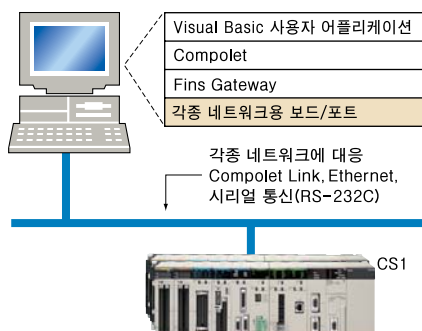 Visual Basic 사용자 어플리케이션
Compolet
Fins Gateway
각종 네트워크용 보드/포트
각종 네트워크에 대응
Compolet Link, Ethernet,
시리얼 통신(RS-232C)
CS1